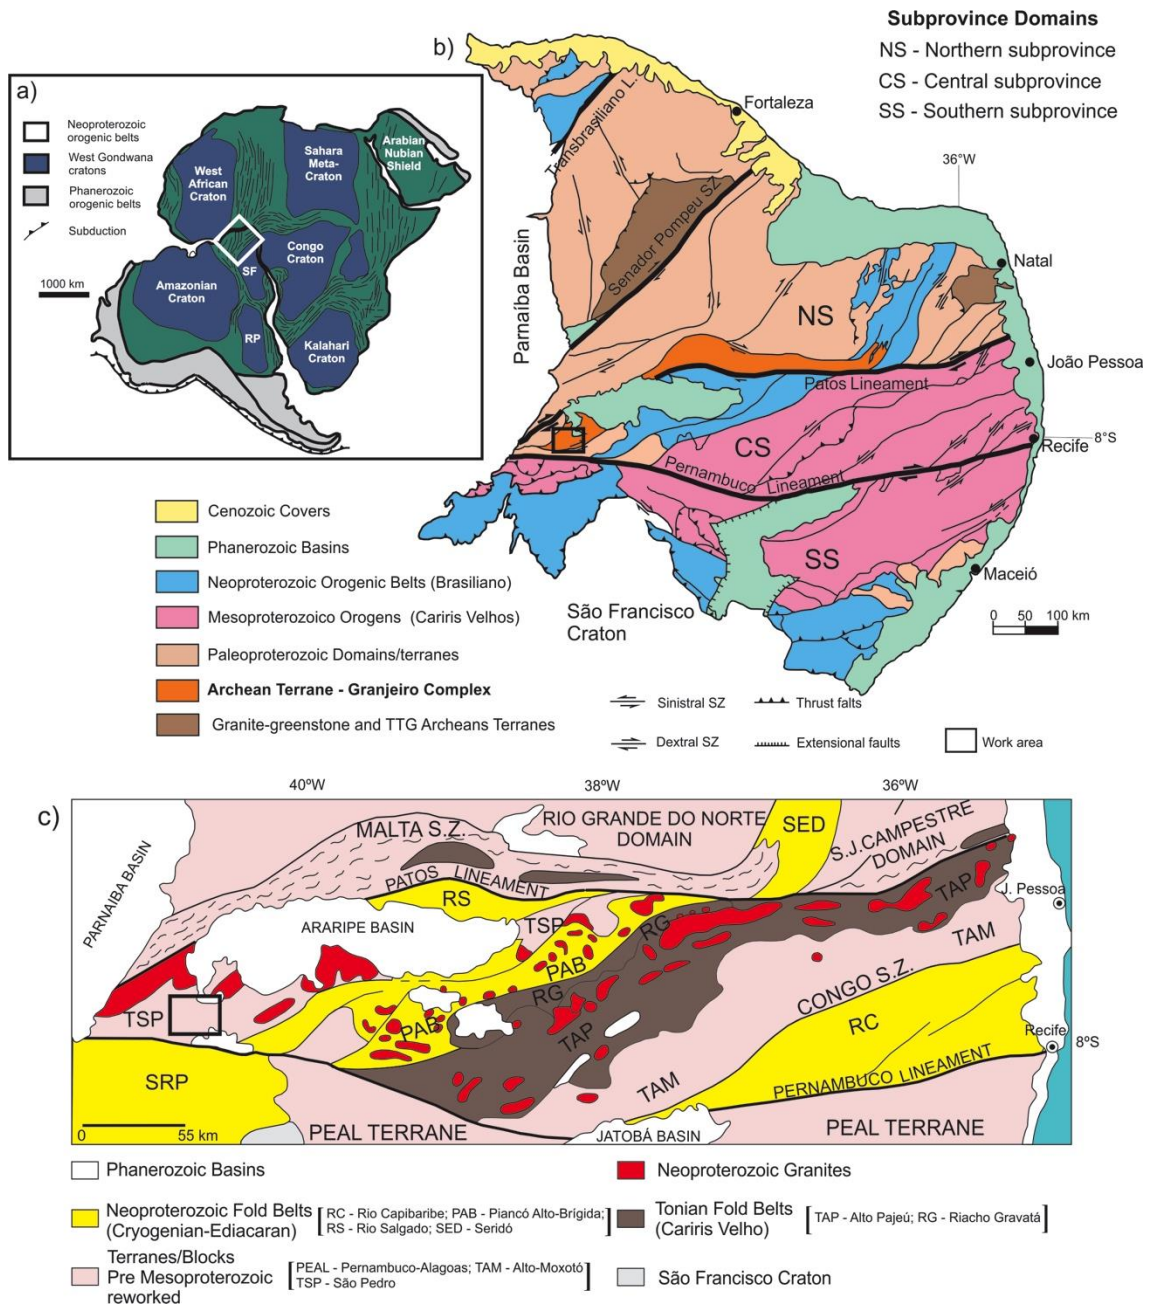 Subprovince Domains
NS - Northern subprovince
CS - Central subprovince
SS - Southern subprovince
a)
Neoproterozoic
orogenic belts
West Gondwana
cratons
Phanerozoic
orogenic belts
Subduction
1000 km
West
African
Craton
Sahara
Meta-
Craton
Arabian
Nubian
Shield
Congo
Craton
SF
Amazonian
Craton
RP
Kalahari
Craton
b)
Fortaleza
Transbrasiliano L.
Senador Pompeu SZ
Parnaíba Basin
36°W
Natal
NS
João Pessoa
Patos Lineament
CS
8°S
Recife
Pernambuco Lineament
SS
Maceió
São Francisco
Craton
0 50 100 km
Cenozoic Covers
Phanerozoic Basins
Neoproterozoic Orogenic Belts (Brasiliano)
Mesoproterozoico Orogens (Cariris Velhos)
Paleoproterozoic Domains/terranes
Archean Terrane - Granjeiro Complex
Granite-greenstone and TTG Archeans Terranes
Sinistral SZ
Thrust falts
Dextral SZ
Extensional faults
Work area
c)
40ºW
38ºW
36ºW
PARNAIBA BASIN
MALTA S.Z.
RIO GRANDE DO NORTE
DOMAIN
SED
S.J.CAMPESTRE
DOMAIN
PATOS LINEAMENT
RS
TAP
J. Pessoa
ARARIPE BASIN
TSP
RG
TAM
PAB
CONGO S.Z.
RG
TSP
PAB
TAP
RC
Recife
8ºS
SRP
TAM
PERNAMBUCO LINEAMENT
0 55 km
PEAL TERRANE
JATOBÁ BASIN
PEAL TERRANE
Phanerozoic Basins
Neoproterozoic Granites
Neoproterozoic Fold Belts
(Cryogenian-Ediacaran)
RC - Rio Capibaribe; PAB - Piancó Alto-Brígida;
RS - Rio Salgado; SED - Seridó
Tonian Fold Belts
(Cariris Velho)
TAP - Alto Pajeú; RG - Riacho Gravatá
Terranes/Blocks
Pre Mesoproterozoic
reworked
PEAL - Pernambuco-Alagoas; TAM - Alto-Moxotó
TSP - São Pedro
São Francisco Craton